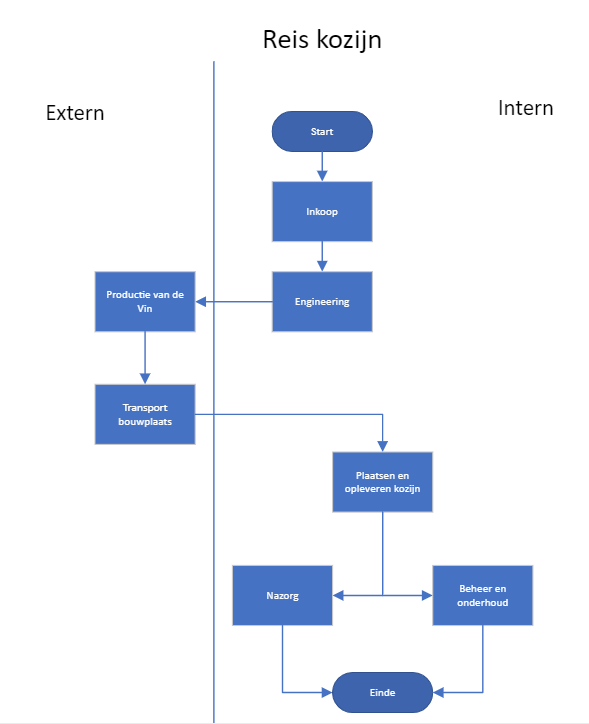 Reis kozijn
Extern
Intern
Start
Inkoop
Engineering
Productie van de
Vin
Transport
bouwplaats
Plaatsen en
opleveren kozijn
Nazorg
Beheer en
onderhoud
Einde